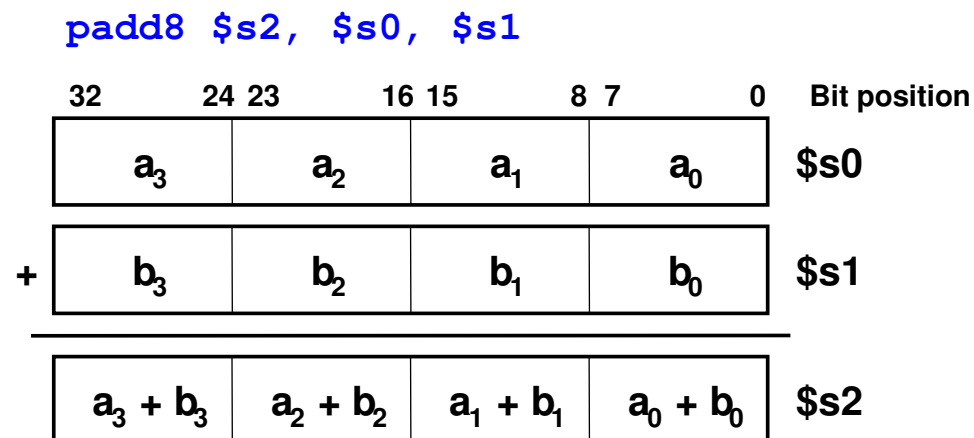 padd8 $s2, $s0, $s1
32 24 23 16 15 8 7 0 Bit position
a₃ a₂ a₁ a₀ $s0
+ b₃ b₂ b₁ b₀ $s1
a₃ + b₃ a₂ + b₂ a₁ + b₁ a₀ + b₀ $s2